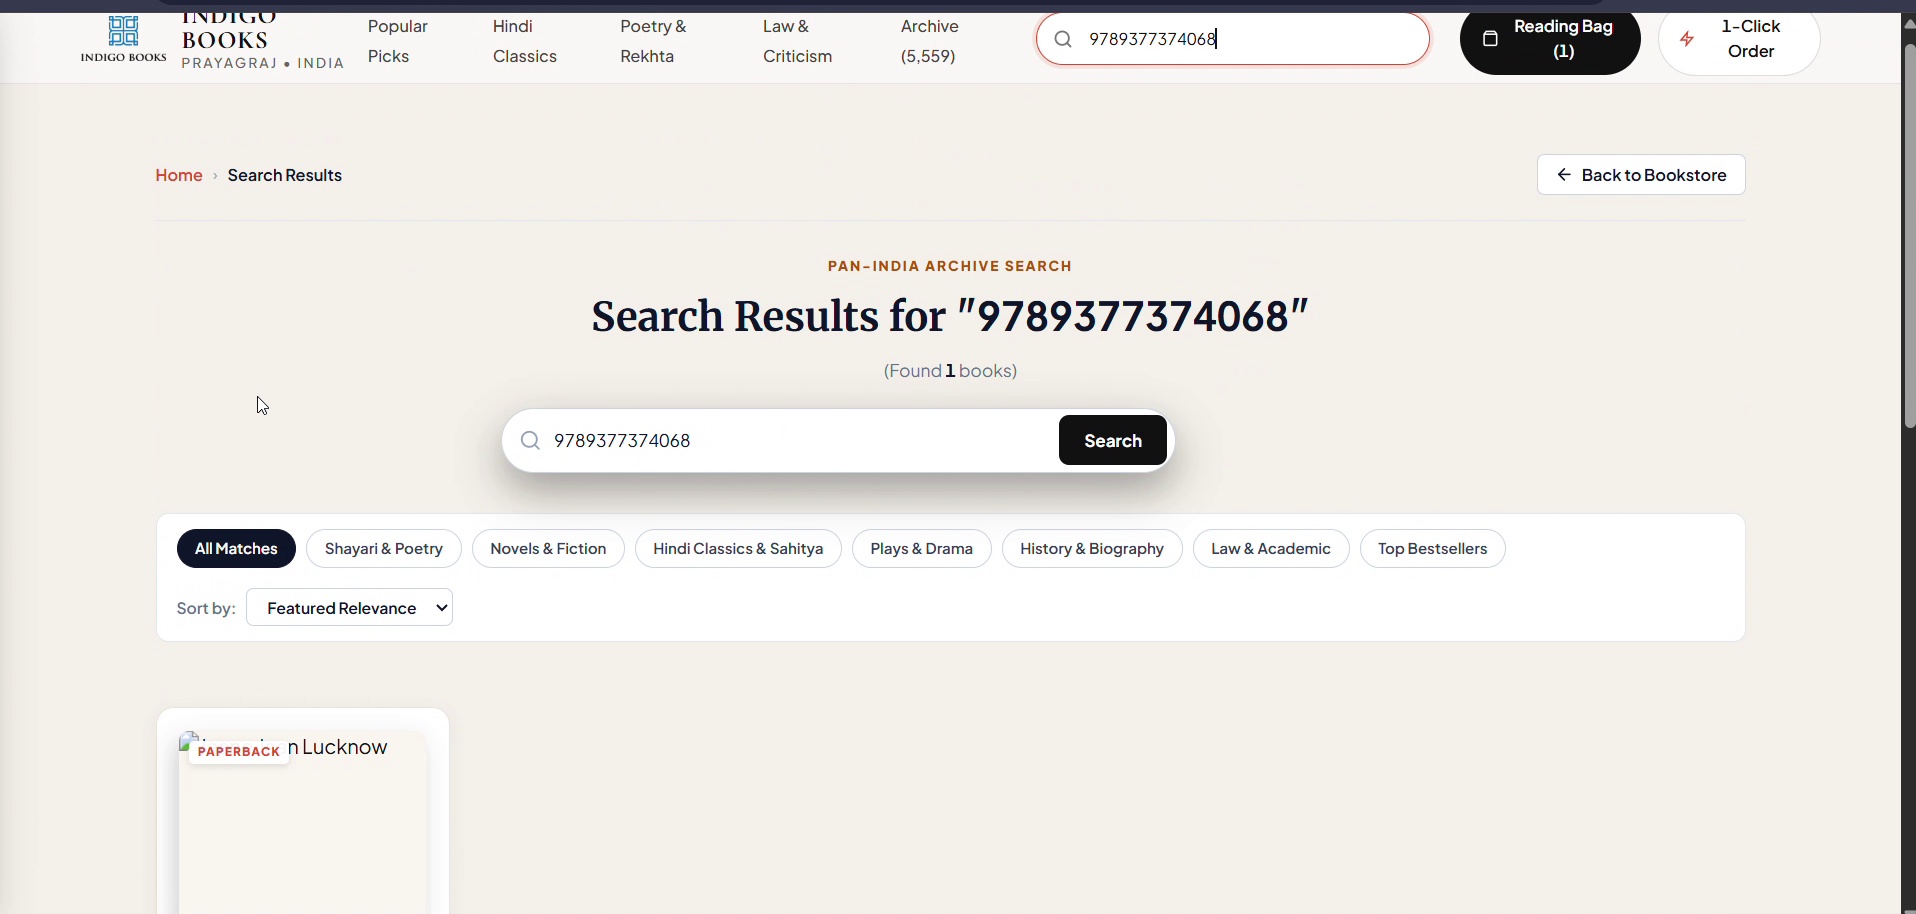 INDIGO BOOKS
INDIGO
BOOKS
PRAYAGRAJ • INDIA
Popular
Picks
Hindi
Classics
Poetry &
Rekhta
Law &
Criticism
Archive
(5,559)
9789377374068
Reading Bag
(1)
1-Click
Order
Home › Search Results
← Back to Bookstore
PAN-INDIA ARCHIVE SEARCH
Search Results for "9789377374068"
(Found 1 books)
9789377374068
Search
All Matches
Shayari & Poetry
Novels & Fiction
Hindi Classics & Sahitya
Plays & Drama
History & Biography
Law & Academic
Top Bestsellers
Sort by:
Featured Relevance
PAPERBACK
Lucknow